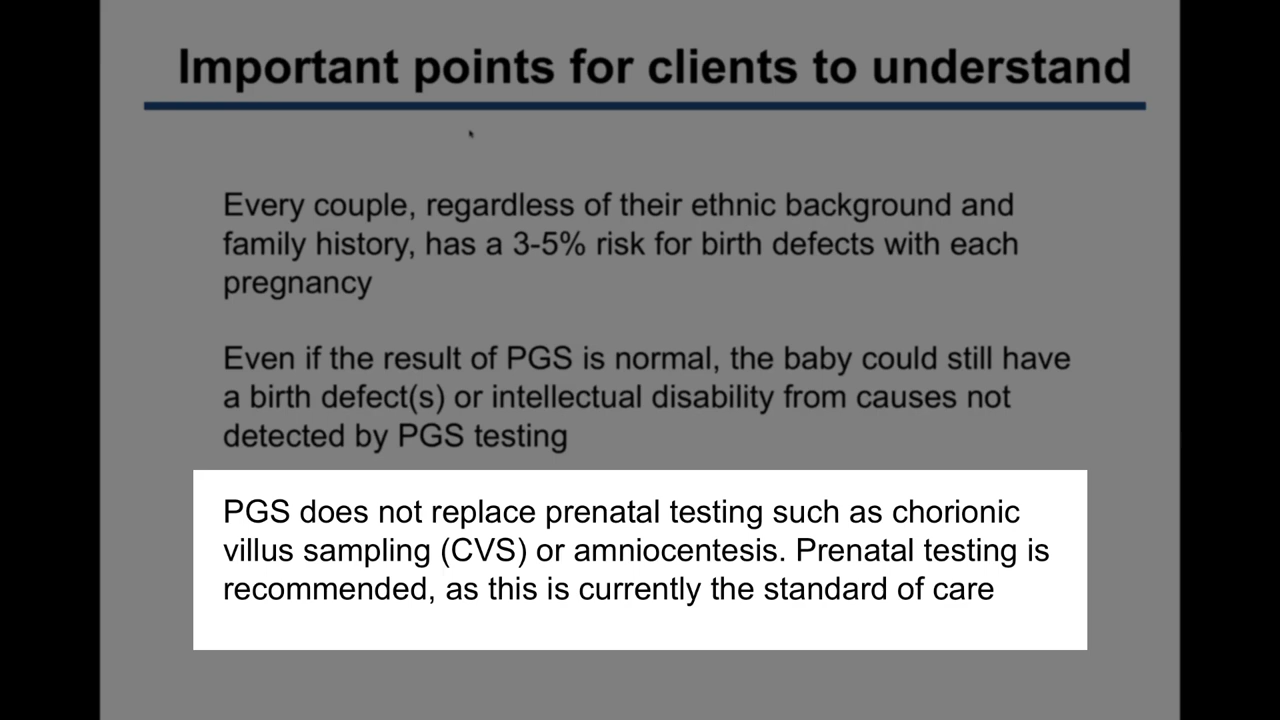 Important points for clients to understand
Every couple, regardless of their ethnic background and
family history, has a 3-5% risk for birth defects with each
pregnancy
Even if the result of PGS is normal, the baby could still have
a birth defect(s) or intellectual disability from causes not
detected by PGS testing
PGS does not replace prenatal testing such as chorionic
villus sampling (CVS) or amniocentesis. Prenatal testing is
recommended, as this is currently the standard of care